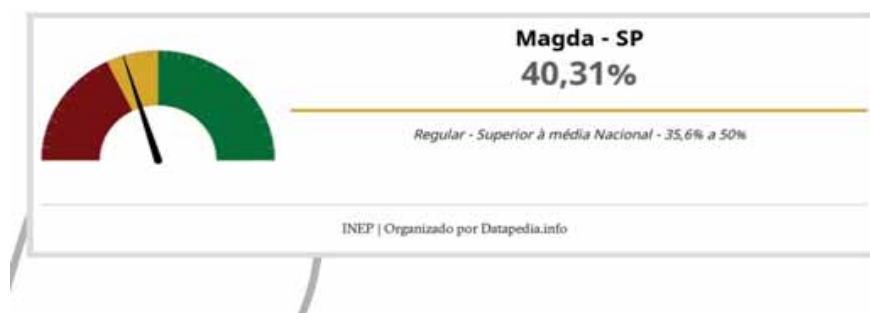 Magda - SP
40,31%
Regular - Superior à média Nacional - 35,6% a 50%
INEP | Organizado por Datapedia.info